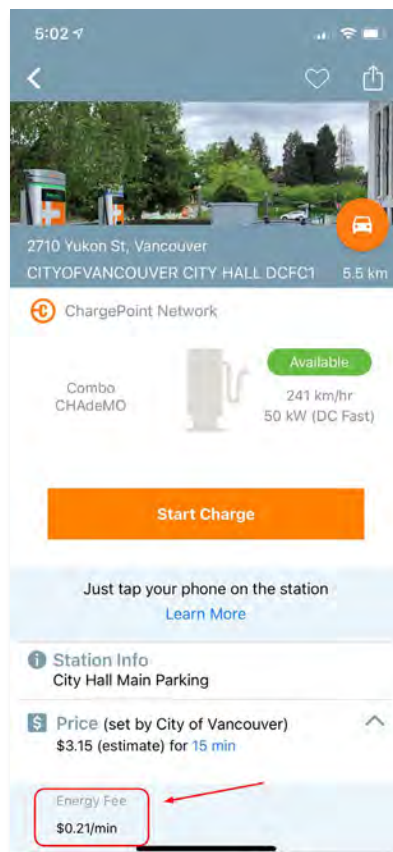 5:02
2710 Yukon St, Vancouver
CITYOFVANCOUVER CITY HALL DCFC1 5.5 km
ChargePoint Network
Available
Combo
CHAdeMO
241 km/hr
50 kW (DC Fast)
Start Charge
Just tap your phone on the station
Learn More
Station Info
City Hall Main Parking
$ Price (set by City of Vancouver)
$3.15 (estimate) for 15 min
Energy Fee
$0.21/min